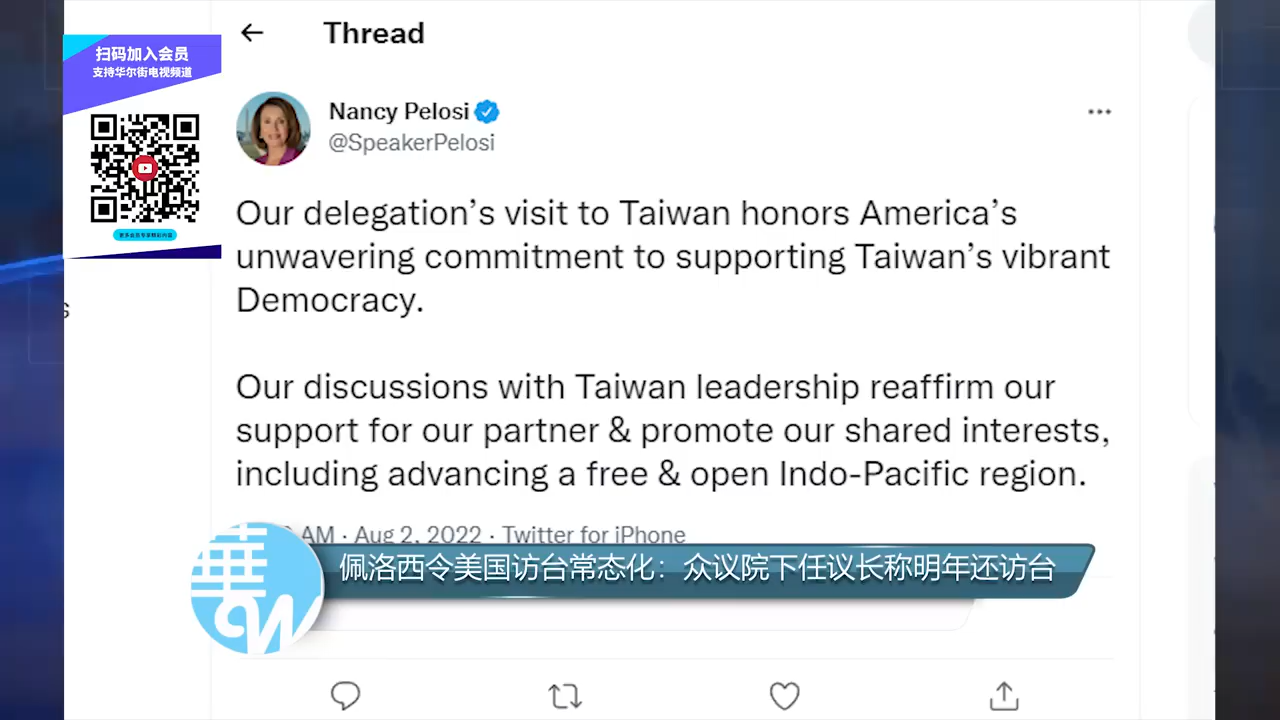 Thread
扫码加入会员
支持华尔街电视频道
Nancy Pelosi
@SpeakerPelosi
Our delegation’s visit to Taiwan honors America’s
unwavering commitment to supporting Taiwan’s vibrant
Democracy.
Our discussions with Taiwan leadership reaffirm our
support for our partner & promote our shared interests,
including advancing a free & open Indo-Pacific region.
AM · Aug 2, 2022 · Twitter for iPhone
華
佩洛西令美国访台常态化：众议院下任议长称明年还访台